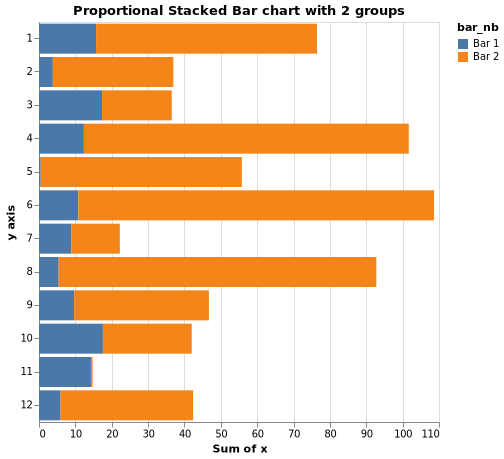 Proportional Stacked Bar chart with 2 groups
bar_nb
Bar 1
Bar 2
y axis
1
2
3
4
5
6
7
8
9
10
11
12
0 10 20 30 40 50 60 70 80 90 100 110
Sum of x